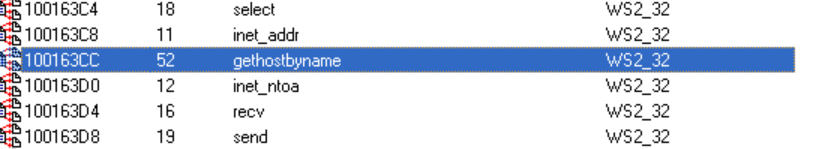 100163C4 18 select WS2_32
100163C8 11 inet_addr WS2_32
100163CC 52 gethostbyname WS2_32
100163D0 12 inet_ntoa WS2_32
100163D4 16 recv WS2_32
100163D8 19 send WS2_32